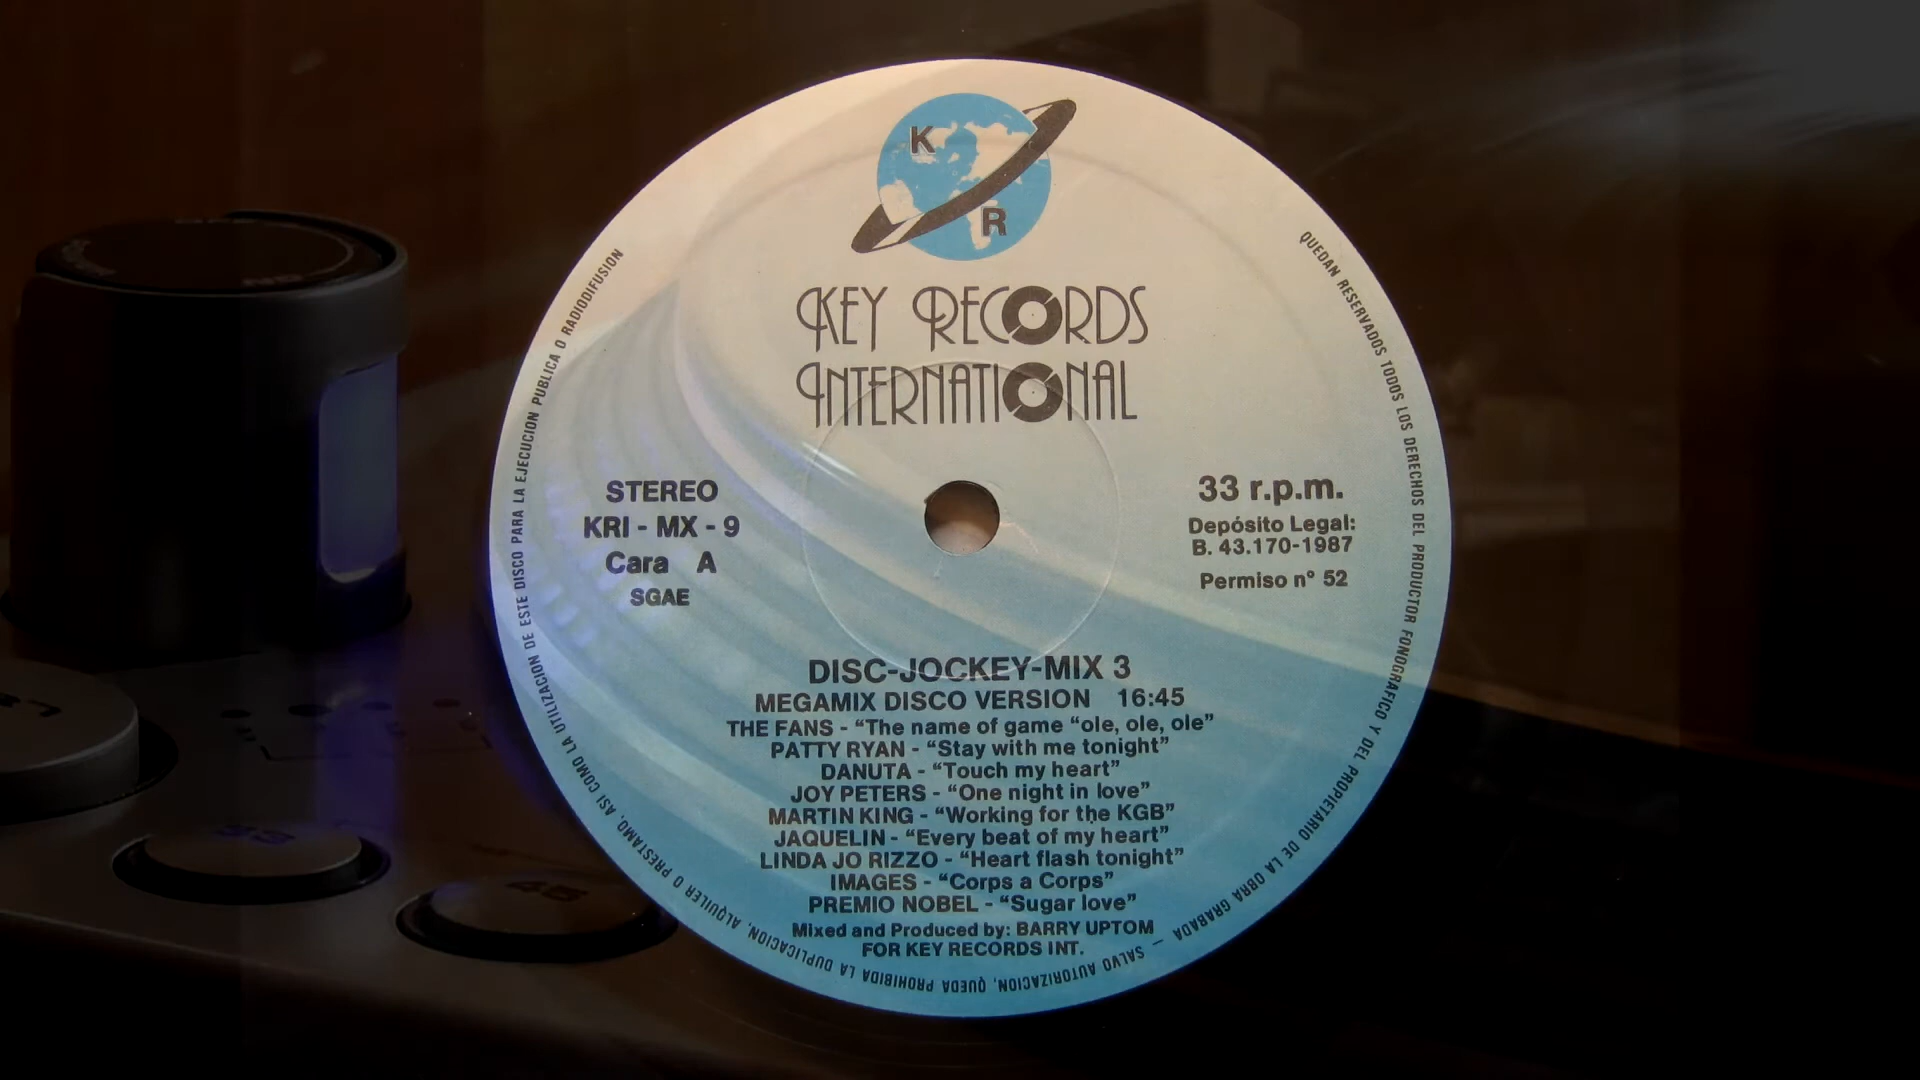 K
R
KEY RECORDS
INTERNATIONAL
STEREO
KRI - MX - 9
Cara A
SGAE
33 r.p.m.
Depósito Legal:
B. 43.170-1987
Permiso n° 52
DISC-JOCKEY-MIX 3
MEGAMIX DISCO VERSION 16:45
THE FANS - “The name of game “ole, ole, ole”
PATTY RYAN - “Stay with me tonight”
DANUTA - “Touch my heart”
JOY PETERS - “One night in love”
MARTIN KING - “Working for the KGB”
JAQUELIN - “Every beat of my heart”
LINDA JO RIZZO - “Heart flash tonight”
IMAGES - “Corps a Corps”
PREMIO NOBEL - “Sugar love”
Mixed and Produced by: BARRY UPTOM
FOR KEY RECORDS INT.
QUEDAN RESERVADOS TODOS LOS DERECHOS DEL PRODUCTOR FONOGRAFICO Y DEL PROPIETARIO DE LA OBRA GRABADA — SALVO AUTORIZACION, QUEDA PROHIBIDA LA DUPLICACION, ALQUILER O PRESTAMO, ASI COMO LA UTILIZACION DE ESTE DISCO PARA LA EJECUCION PUBLICA O RADIODIFUSION
33
45